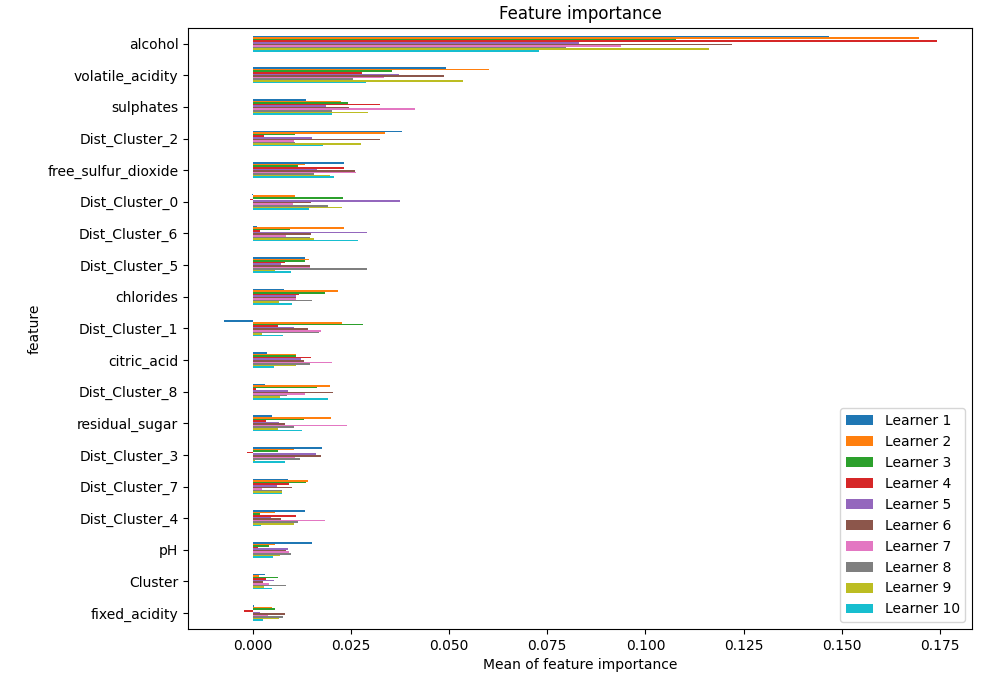 Feature importance
alcohol
volatile_acidity
sulphates
Dist_Cluster_2
free_sulfur_dioxide
Dist_Cluster_0
Dist_Cluster_6
Dist_Cluster_5
chlorides
Dist_Cluster_1
citric_acid
Dist_Cluster_8
residual_sugar
Dist_Cluster_3
Dist_Cluster_7
Dist_Cluster_4
pH
Cluster
fixed_acidity
feature
Learner 1
Learner 2
Learner 3
Learner 4
Learner 5
Learner 6
Learner 7
Learner 8
Learner 9
Learner 10
0.000 0.025 0.050 0.075 0.100 0.125 0.150 0.175
Mean of feature importance